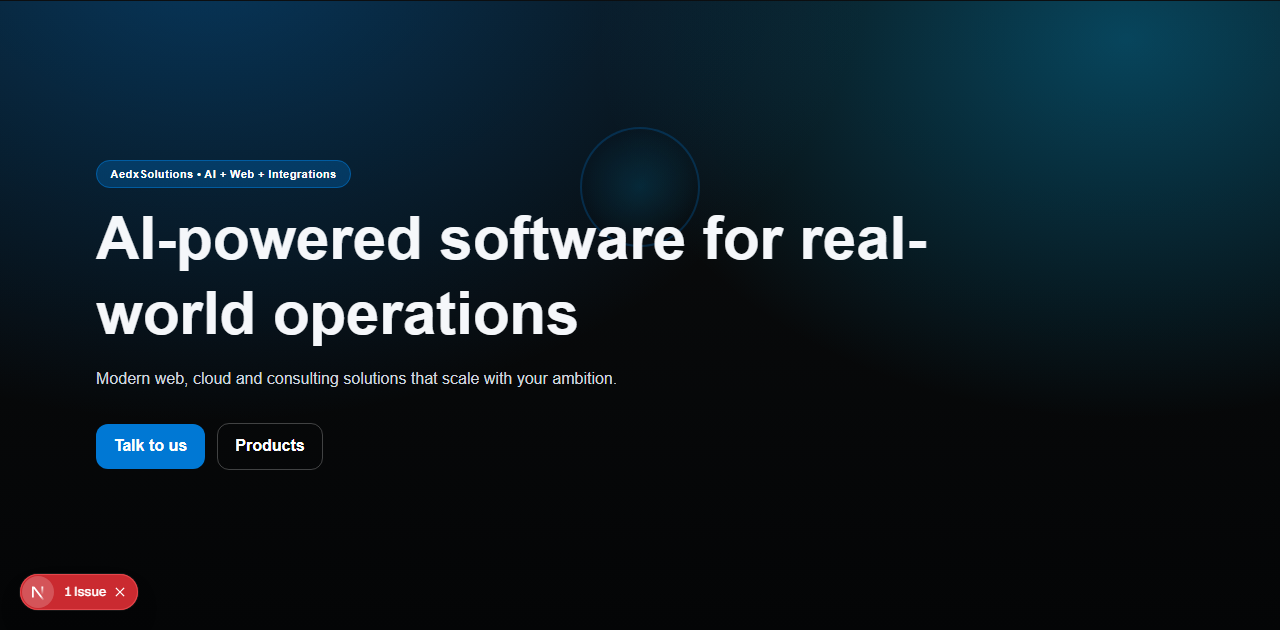 AedxSolutions • AI + Web + Integrations
AI-powered software for real-
world operations
Modern web, cloud and consulting solutions that scale with your ambition.
Talk to us
Products
N
1 Issue